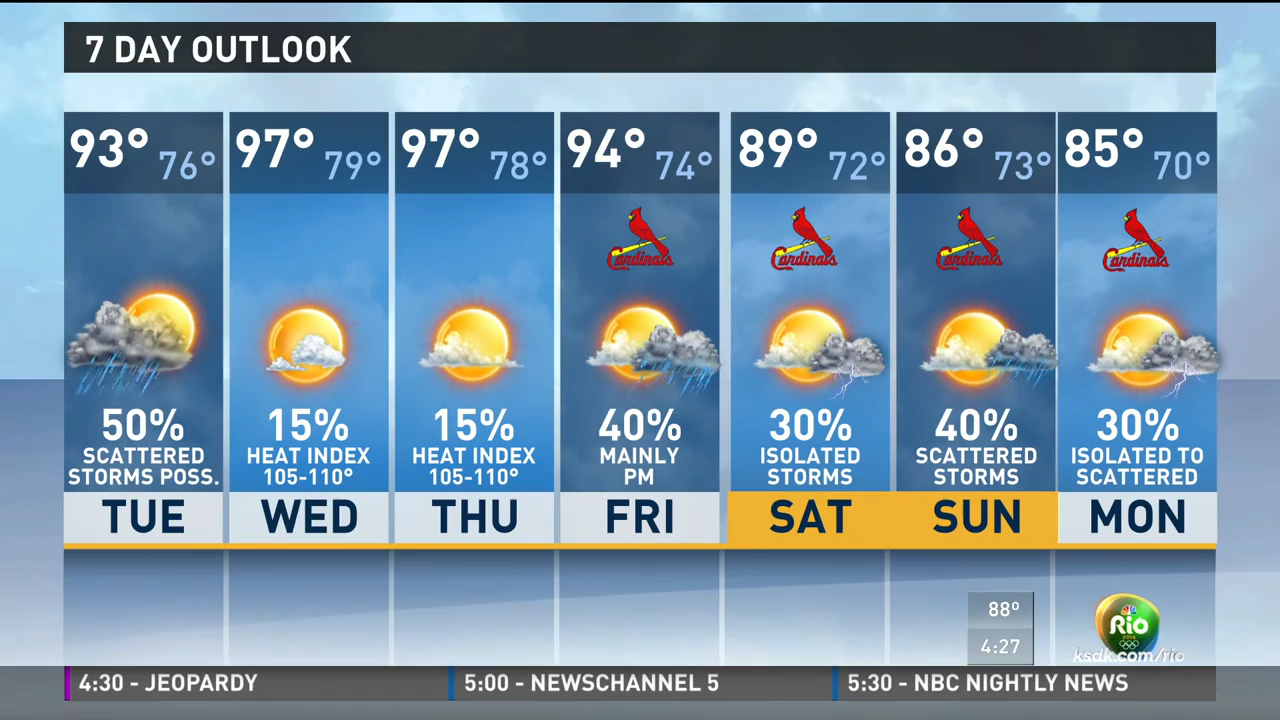 7 DAY OUTLOOK
93° 76°
97° 79°
97° 78°
94° 74°
89° 72°
86° 73°
85° 70°
Cardinals
Cardinals
Cardinals
Cardinals
50%
SCATTERED
STORMS POSS.
15%
HEAT INDEX
105-110°
15%
HEAT INDEX
105-110°
40%
MAINLY
PM
30%
ISOLATED
STORMS
40%
SCATTERED
STORMS
30%
ISOLATED TO
SCATTERED
TUE
WED
THU
FRI
SAT
SUN
MON
88°
4:27
Rio
2016
ksdk.com/rio
4:30 - JEOPARDY
5:00 - NEWSCHANNEL 5
5:30 - NBC NIGHTLY NEWS